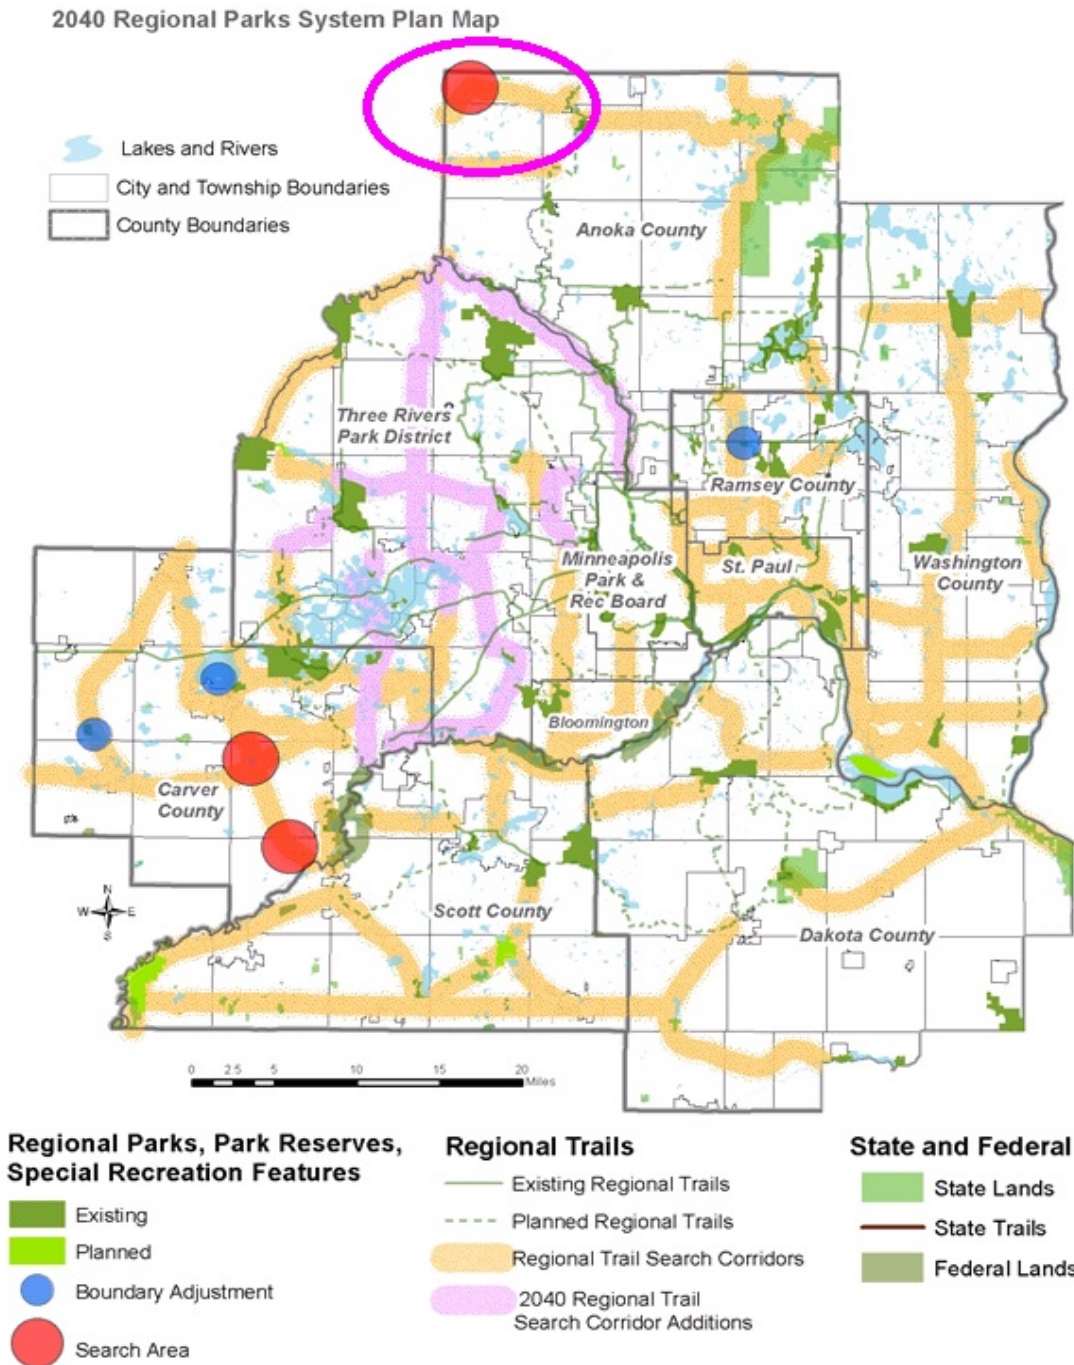 2040 Regional Parks System Plan Map
Lakes and Rivers
City and Township Boundaries
County Boundaries
Anoka County
Three Rivers
Park District
Ramsey County
Minneapolis
Park &
Rec Board
St. Paul
Washington
County
Bloomington
Carver
County
N
W E
S
Scott County
Dakota County
0 2.5 5 10 15 20
Miles
Regional Parks, Park Reserves,
Special Recreation Features
Existing
Planned
Boundary Adjustment
Search Area
Regional Trails
Existing Regional Trails
Planned Regional Trails
Regional Trail Search Corridors
2040 Regional Trail
Search Corridor Additions
State and Federal
State Lands
State Trails
Federal Lands